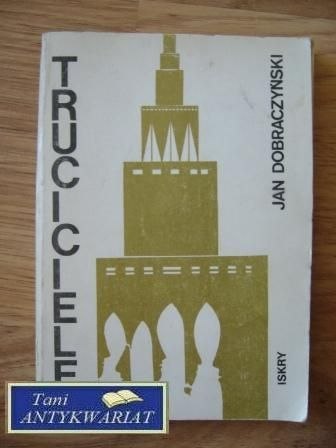 TRUCICIELE
JAN DOBRACZYŃSKI
ISKRY
Tani
ANTYKWARIAT